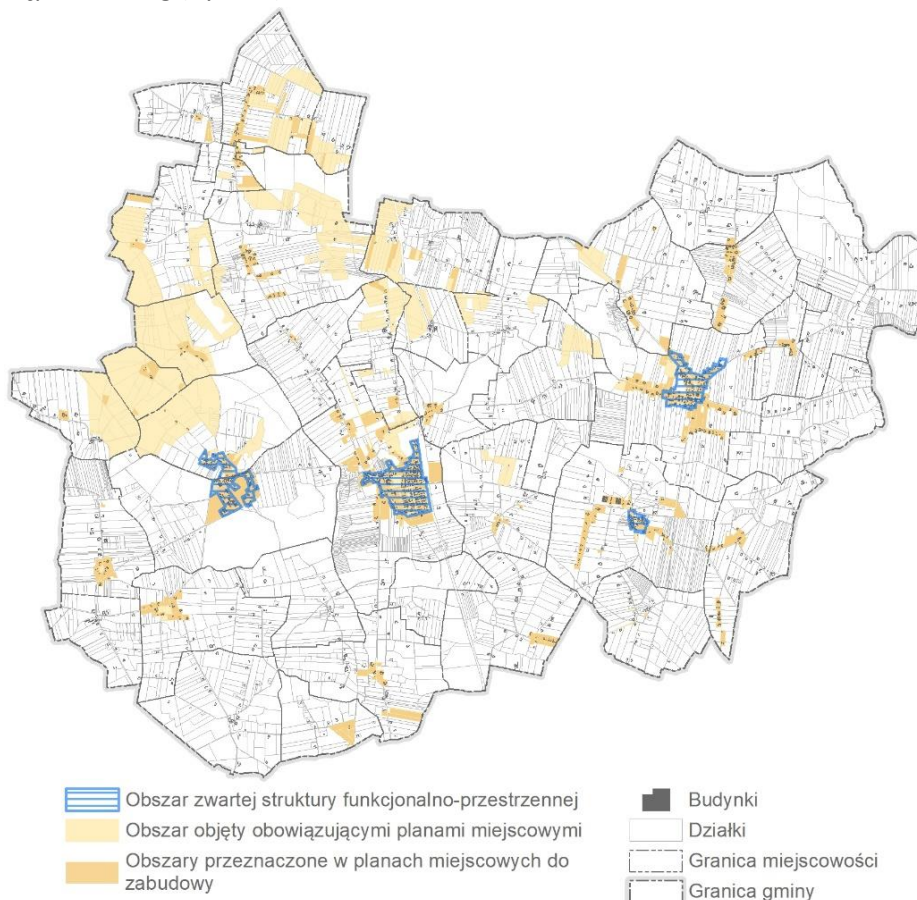 Obszar zwartej struktury funkcjonalno-przestrzennej
Obszar objęty obowiązującymi planami miejscowymi
Obszary przeznaczone w planach miejscowych do
zabudowy
Budynki
Działki
Granica miejscowości
Granica gminy